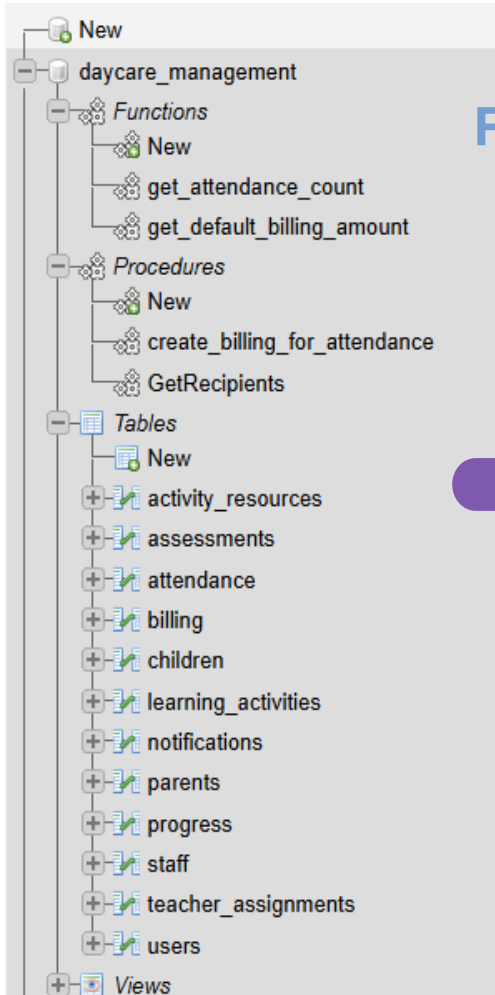 New
daycare_management
Functions
New
get_attendance_count
get_default_billing_amount
Procedures
New
create_billing_for_attendance
GetRecipients
Tables
New
activity_resources
assessments
attendance
billing
children
learning_activities
notifications
parents
progress
staff
teacher_assignments
users
Views